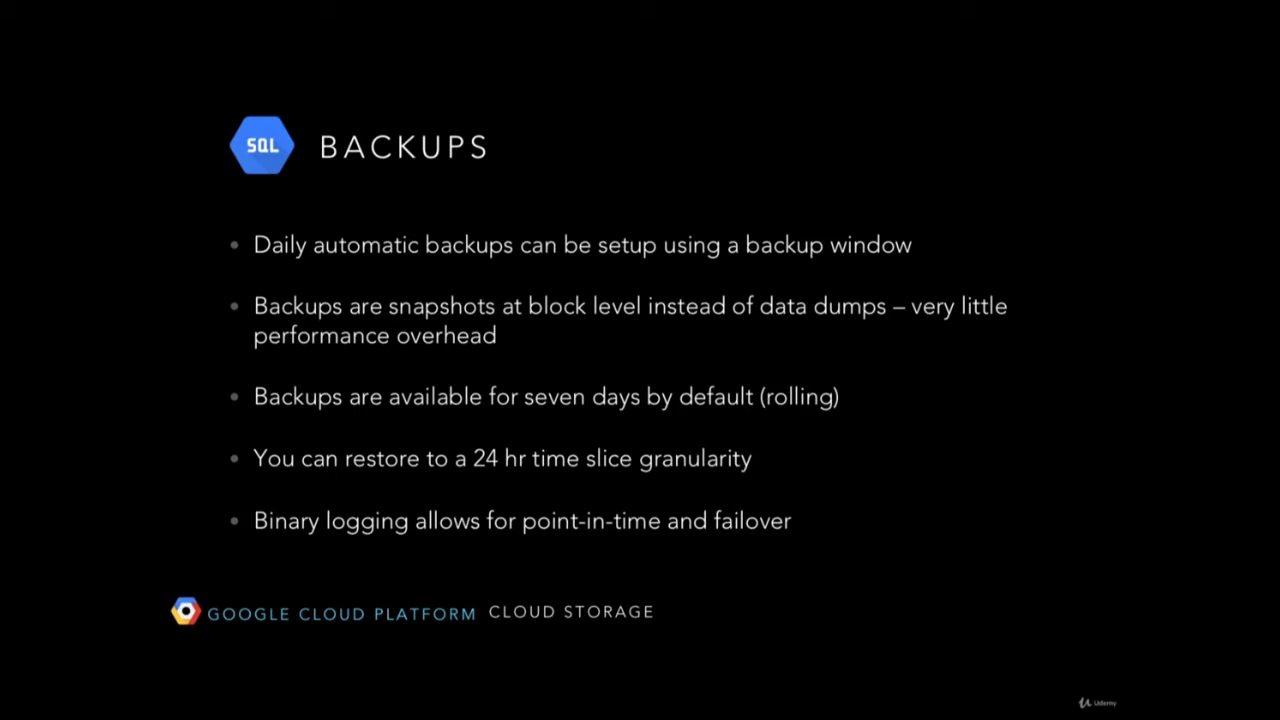 SQL
BACKUPS
• Daily automatic backups can be setup using a backup window
• Backups are snapshots at block level instead of data dumps – very little
performance overhead
• Backups are available for seven days by default (rolling)
• You can restore to a 24 hr time slice granularity
• Binary logging allows for point-in-time and failover
GOOGLE CLOUD PLATFORM CLOUD STORAGE
Udemy